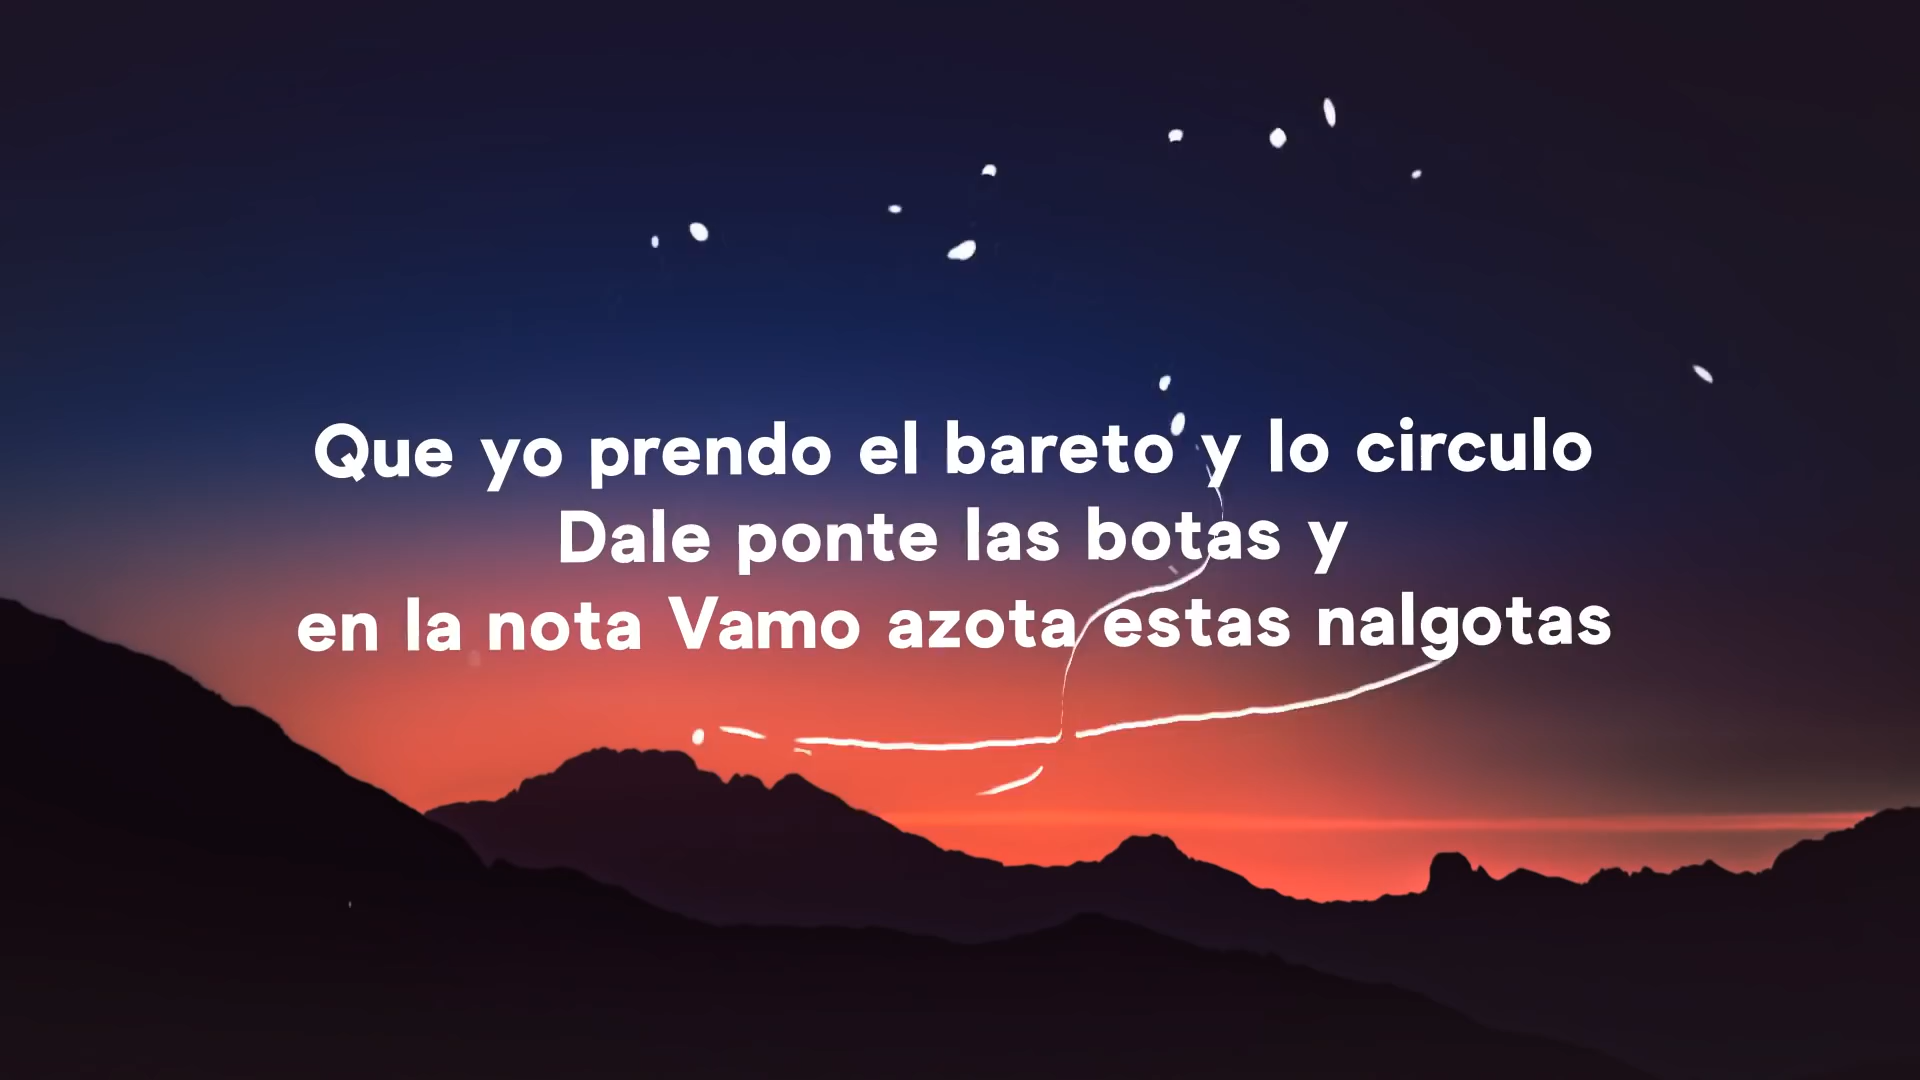 Que yo prendo el bareto y lo circulo
Dale ponte las botas y
en la nota Vamo azota estas nalgotas